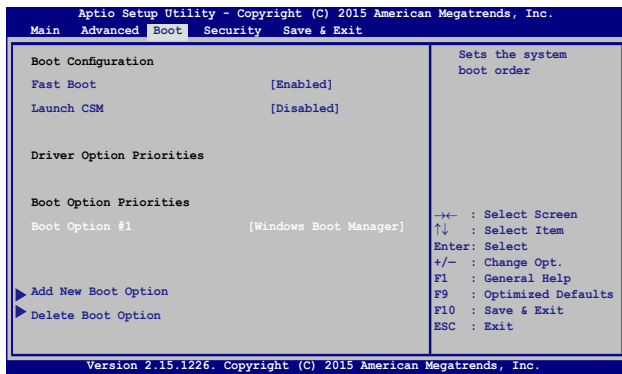 Aptio Setup Utility - Copyright (C) 2015 American Megatrends, Inc.
Main Advanced Boot Security Save & Exit
Boot Configuration
Fast Boot [Enabled]
Launch CSM [Disabled]
Driver Option Priorities
Boot Option Priorities
Boot Option #1 [Windows Boot Manager]
Add New Boot Option
Delete Boot Option
Sets the system
boot order
→← : Select Screen
↑↓ : Select Item
Enter: Select
+/— : Change Opt.
F1 : General Help
F9 : Optimized Defaults
F10 : Save & Exit
ESC : Exit
Version 2.15.1226. Copyright (C) 2015 American Megatrends, Inc.